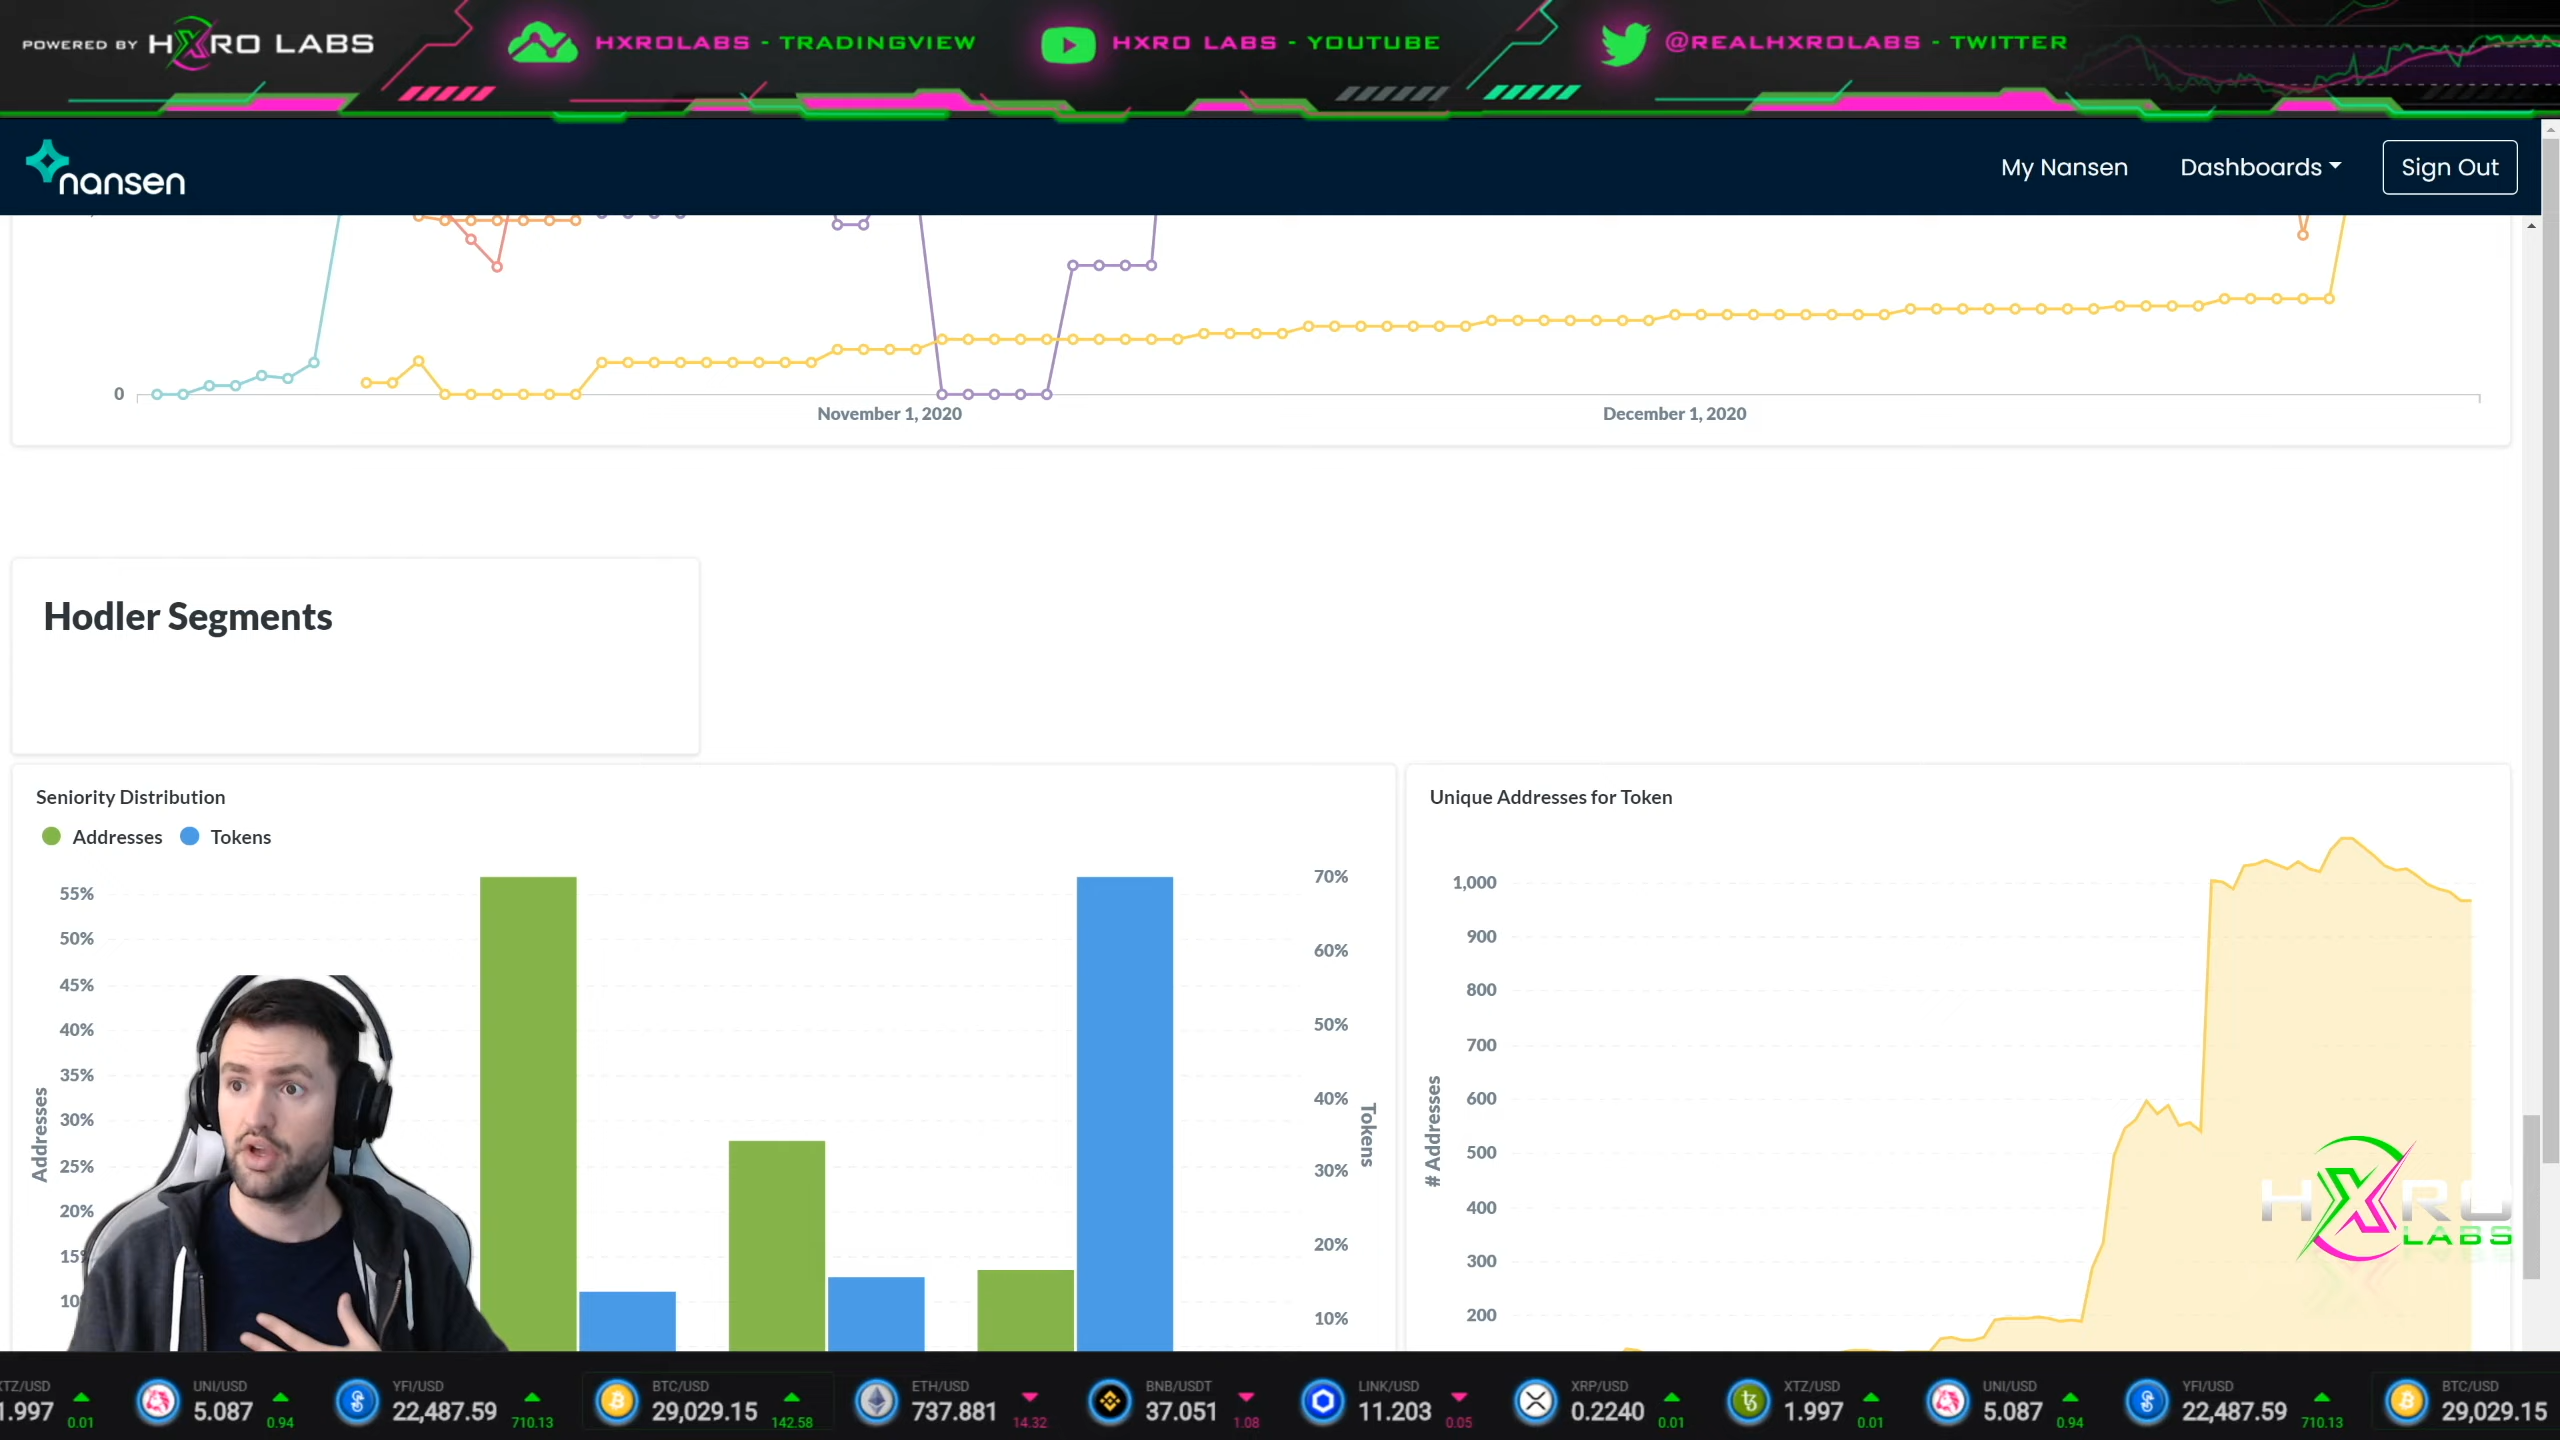 POWERED BY HXRO LABS
HXROLABS - TRADINGVIEW
HXRO LABS - YOUTUBE
@REALHXROLABS - TWITTER
nansen
My Nansen
Dashboards
Sign Out
0
November 1, 2020
December 1, 2020
Hodler Segments
Seniority Distribution
Addresses
Tokens
55%
50%
45%
40%
35%
30%
25%
20%
Addresses
70%
60%
50%
40%
30%
20%
10%
Tokens
Unique Addresses for Token
1,000
900
800
700
600
500
400
300
200
# Addresses
HXRO
LABS
XTZ/USD
1.997
0.01
UNI/USD
5.087
0.94
YFI/USD
22,487.59
710.13
BTC/USD
29,029.15
142.58
ETH/USD
737.881
14.32
BNB/USDT
37.051
1.08
LINK/USD
11.203
0.05
XRP/USD
0.2240
0.01
XTZ/USD
1.997
0.01
UNI/USD
5.087
0.94
YFI/USD
22,487.59
710.13
BTC/USD
29,029.15